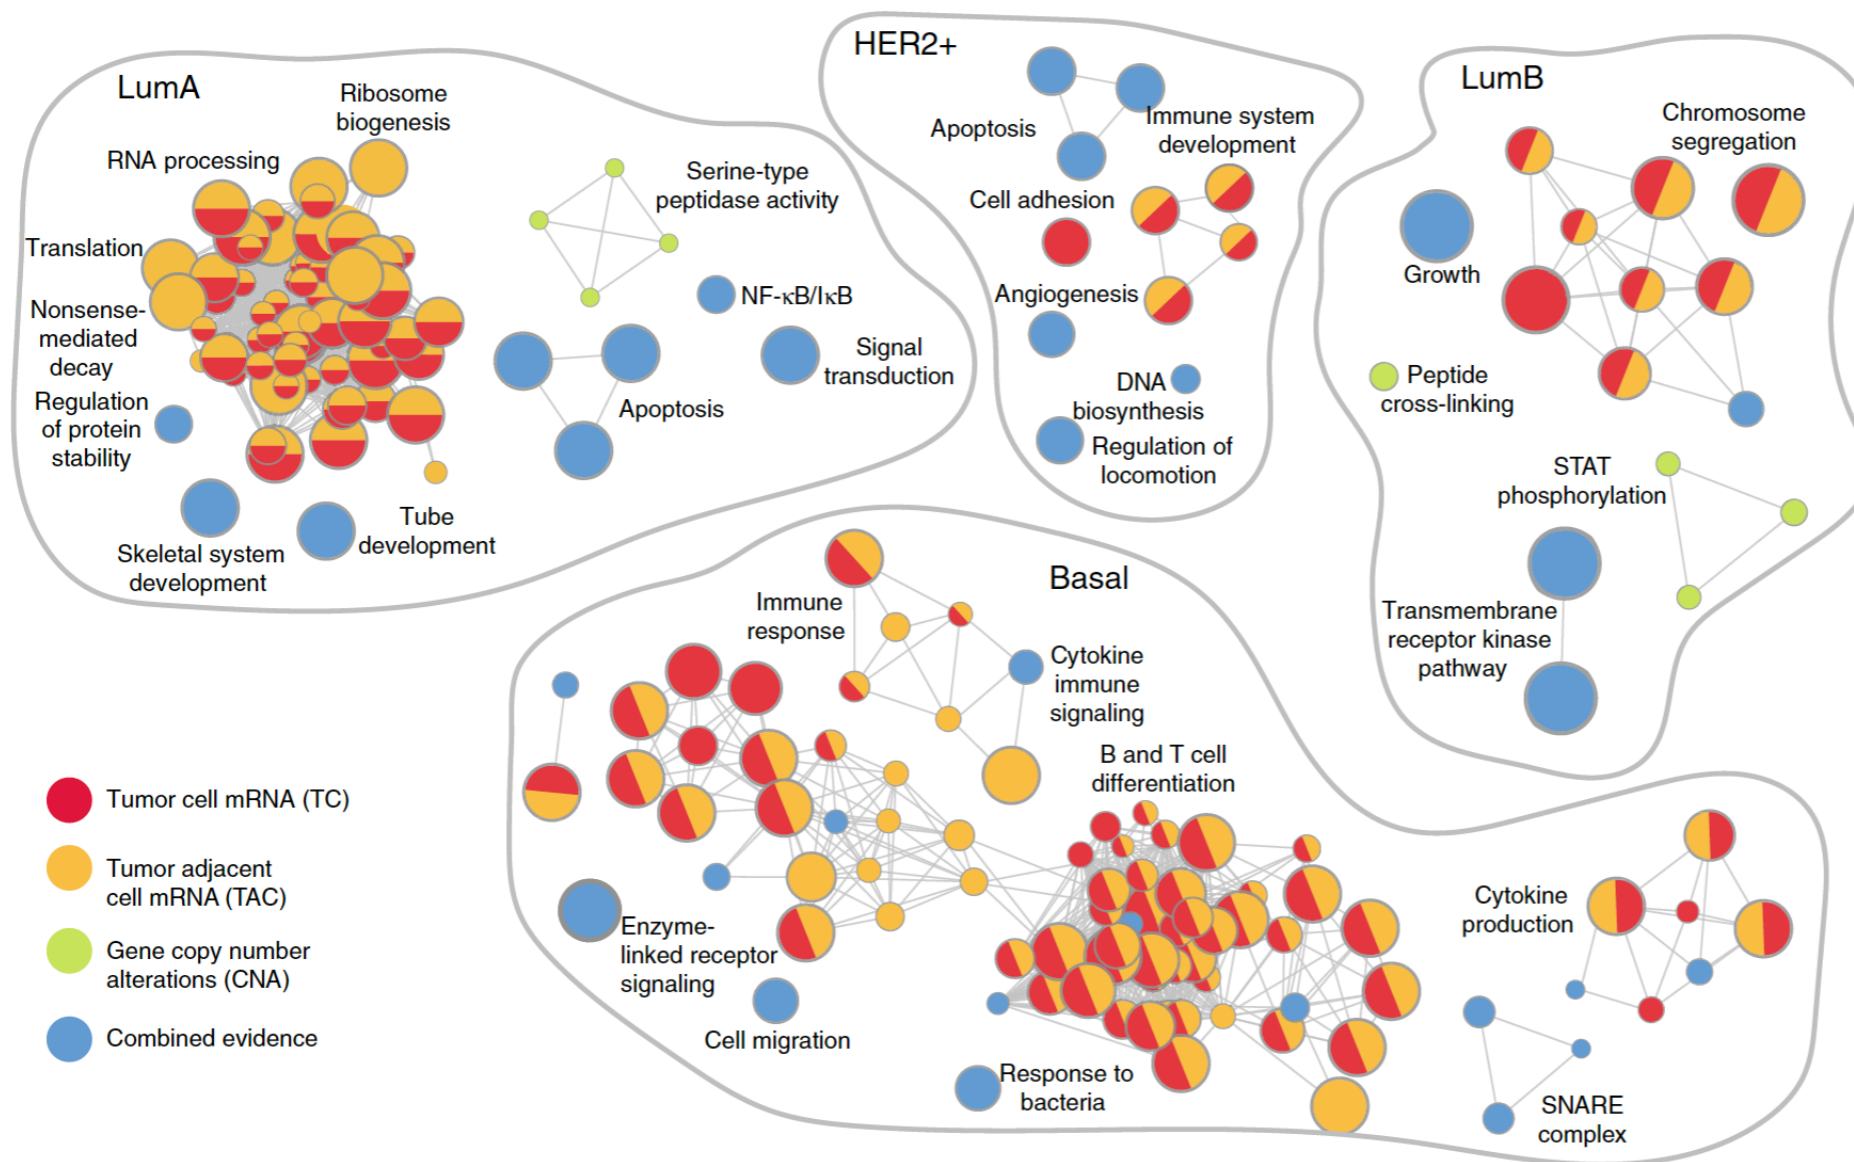 LumA
Ribosome
biogenesis
RNA processing
Translation
Nonsense-
mediated
decay
Regulation
of protein
stability
Skeletal system
development
Tube
development
Serine-type
peptidase activity
NF-κB/IκB
Signal
transduction
Apoptosis
HER2+
Apoptosis
Immune system
development
Cell adhesion
Angiogenesis
DNA
biosynthesis
Regulation of
locomotion
LumB
Chromosome
segregation
Growth
Peptide
cross-linking
STAT
phosphorylation
Transmembrane
receptor kinase
pathway
Basal
Immune
response
Cytokine
immune
signaling
B and T cell
differentiation
Enzyme-
linked receptor
signaling
Cell migration
Response to
bacteria
Cytokine
production
SNARE
complex
Tumor cell mRNA (TC)
Tumor adjacent
cell mRNA (TAC)
Gene copy number
alterations (CNA)
Combined evidence